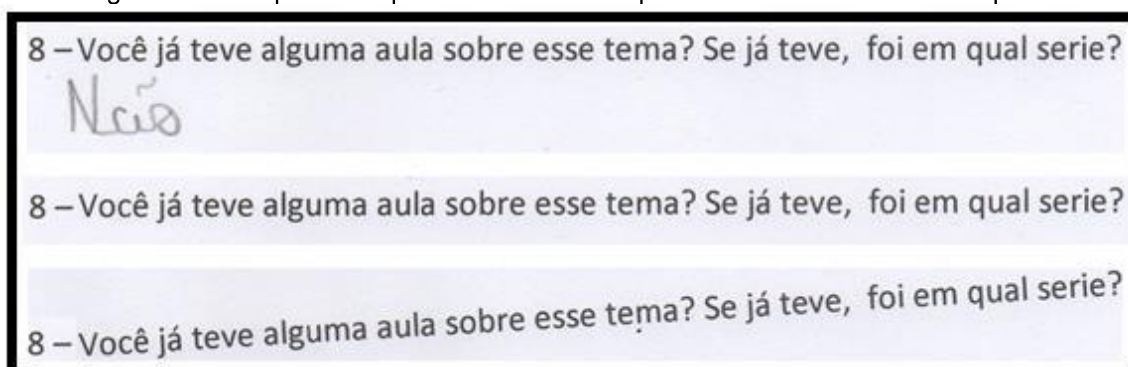 8 – Você já teve alguma aula sobre esse tema? Se já teve, foi em qual serie?
Não
8 – Você já teve alguma aula sobre esse tema? Se já teve, foi em qual serie?
8 – Você já teve alguma aula sobre esse tema? Se já teve, foi em qual serie?